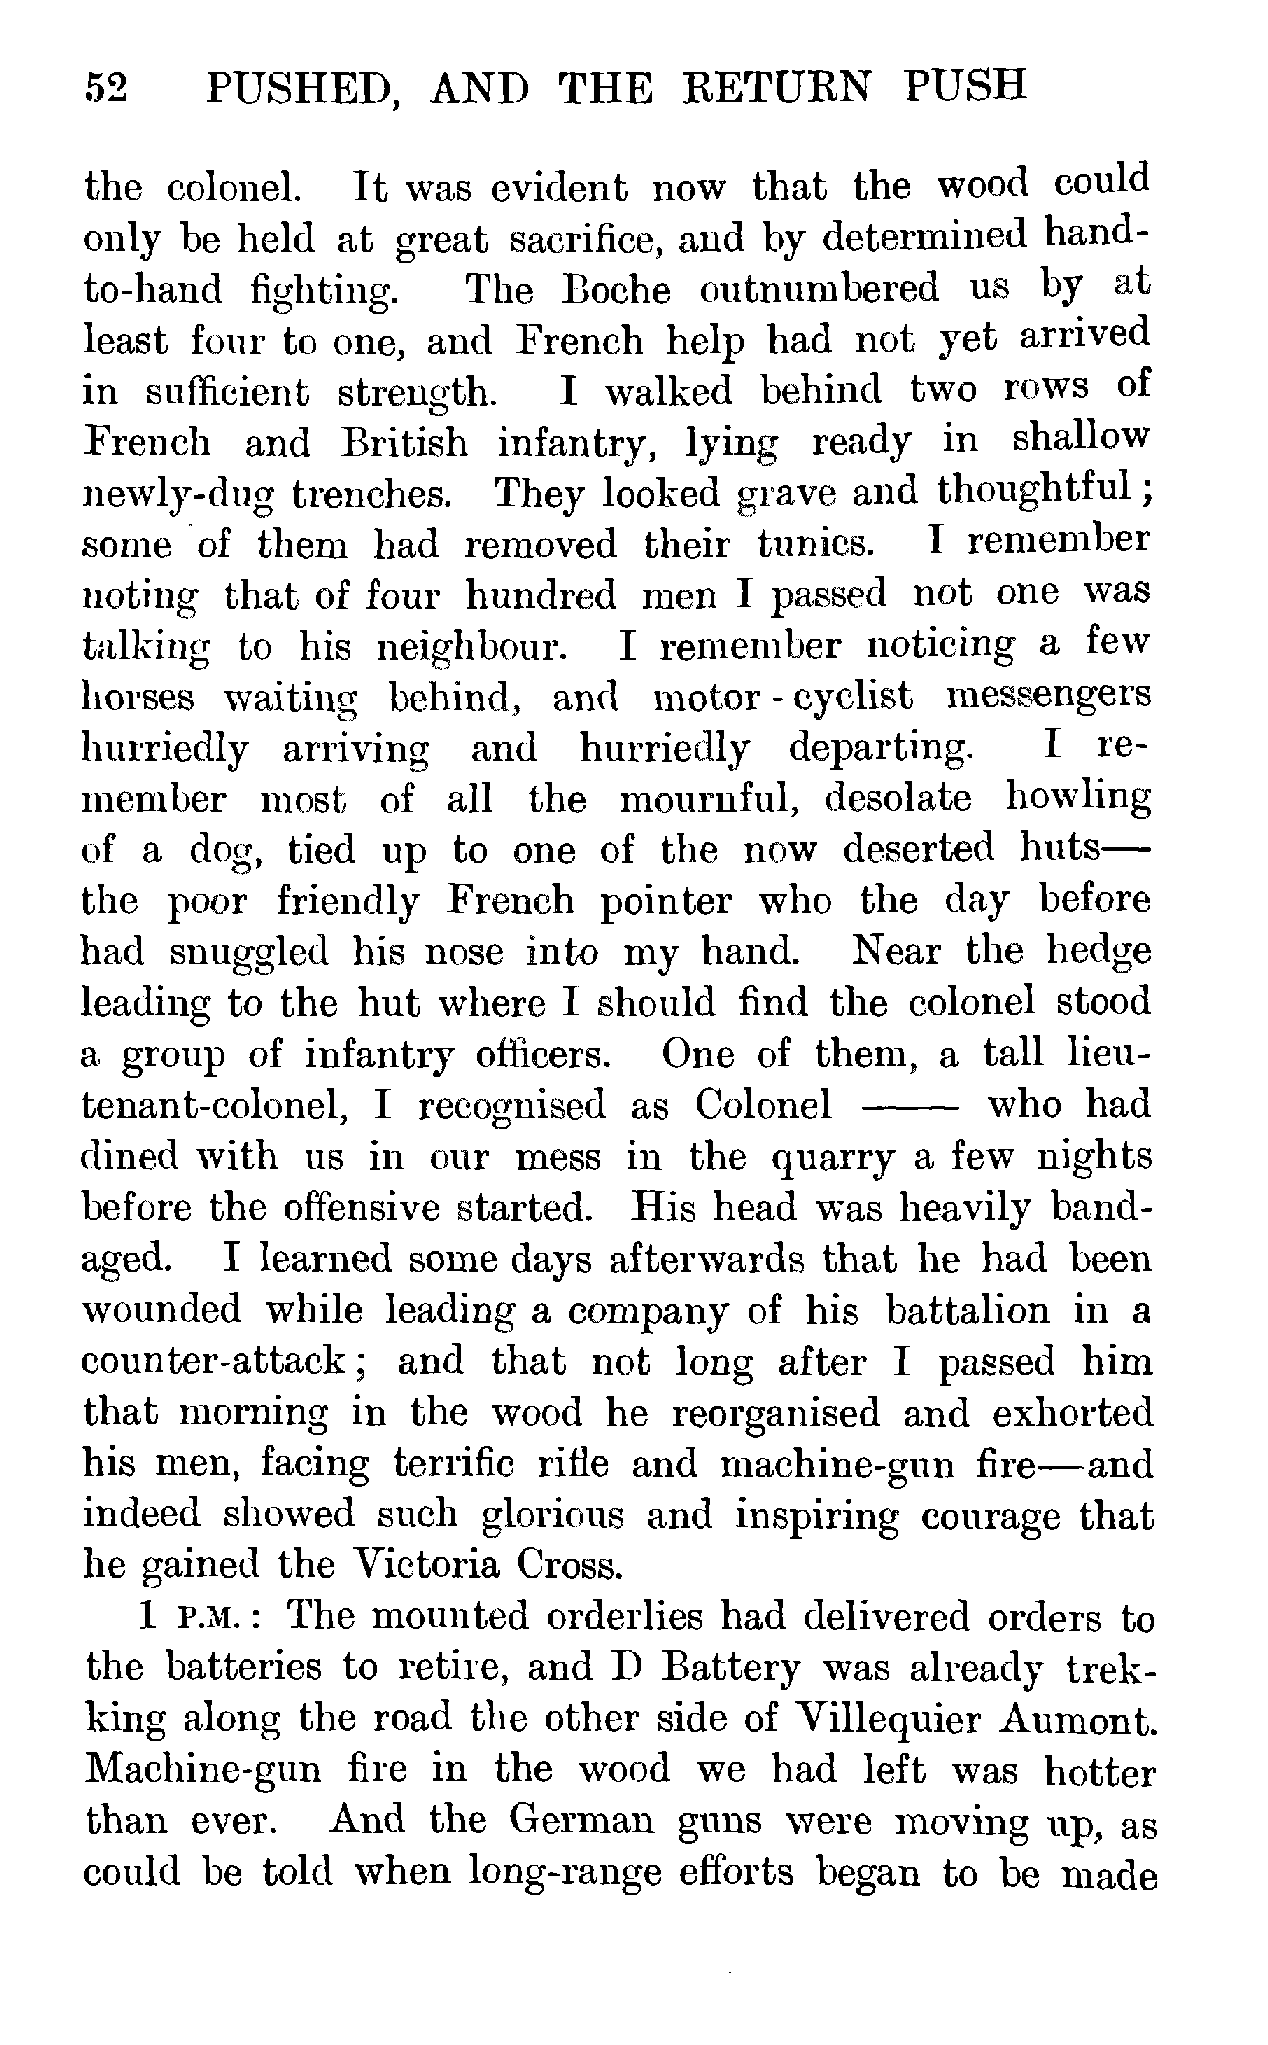 52 PUSHED, AND THE RETURN PUSH
the colonel. It was evident now that the wood could
only be held at great sacrifice, and by determined hand-
to-hand fighting. The Boche outnumbered us by at
least four to one, and French help had not yet arrived
in sufficient strength. I walked behind two rows of
French and British infantry, lying ready in shallow
newly-dug trenches. They looked grave and thoughtful ;
some of them had removed their tunics. I remember
noting that of four hundred men I passed not one was
talking to his neighbour. I remember noticing a few
horses waiting behind, and motor - cyclist messengers
hurriedly arriving and hurriedly departing. I re-
member most of all the mournful, desolate howling
of a dog, tied up to one of the now deserted huts—
the poor friendly French pointer who the day before
had snuggled his nose into my hand. Near the hedge
leading to the hut where I should find the colonel stood
a group of infantry officers. One of them, a tall lieu-
tenant-colonel, I recognised as Colonel —— who had
dined with us in our mess in the quarry a few nights
before the offensive started. His head was heavily band-
aged. I learned some days afterwards that he had been
wounded while leading a company of his battalion in a
counter-attack ; and that not long after I passed him
that morning in the wood he reorganised and exhorted
his men, facing terrific rifle and machine-gun fire—and
indeed showed such glorious and inspiring courage that
he gained the Victoria Cross.
1 P.M. : The mounted orderlies had delivered orders to
the batteries to retire, and D Battery was already trek-
king along the road the other side of Villequier Aumont.
Machine-gun fire in the wood we had left was hotter
than ever. And the German guns were moving up, as
could be told when long-range efforts began to be made